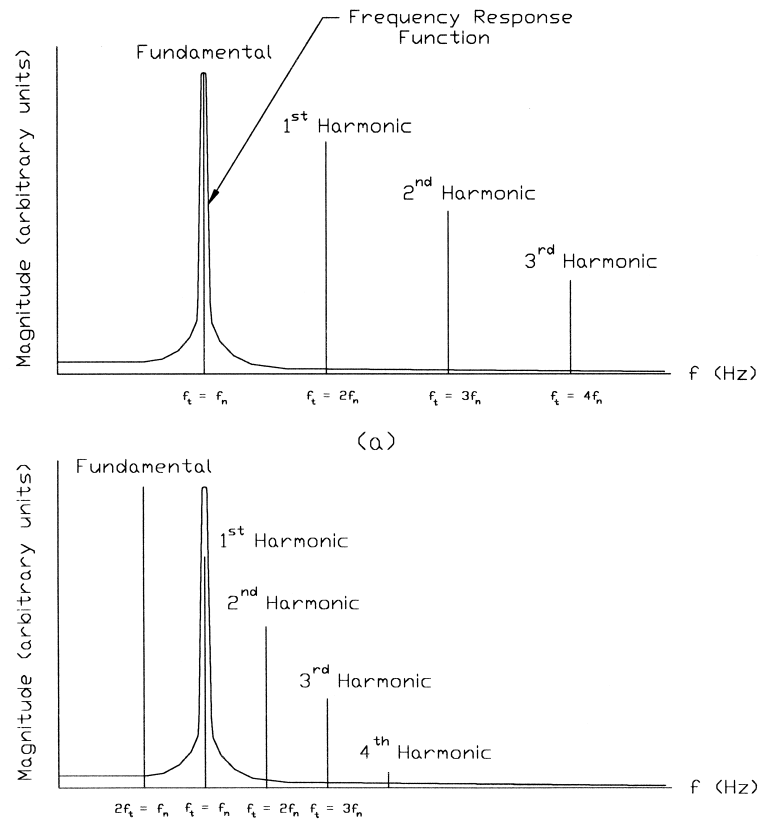 Frequency Response
Function
Fundamental
1st Harmonic
2nd Harmonic
3rd Harmonic
Magnitude (arbitrary units)
f (Hz)
ft = fn
ft = 2fn
ft = 3fn
ft = 4fn
(a)
Fundamental
1st Harmonic
2nd Harmonic
3rd Harmonic
4th Harmonic
Magnitude (arbitrary units)
f (Hz)
2ft = fn
ft = fn
ft = 2fn
ft = 3fn